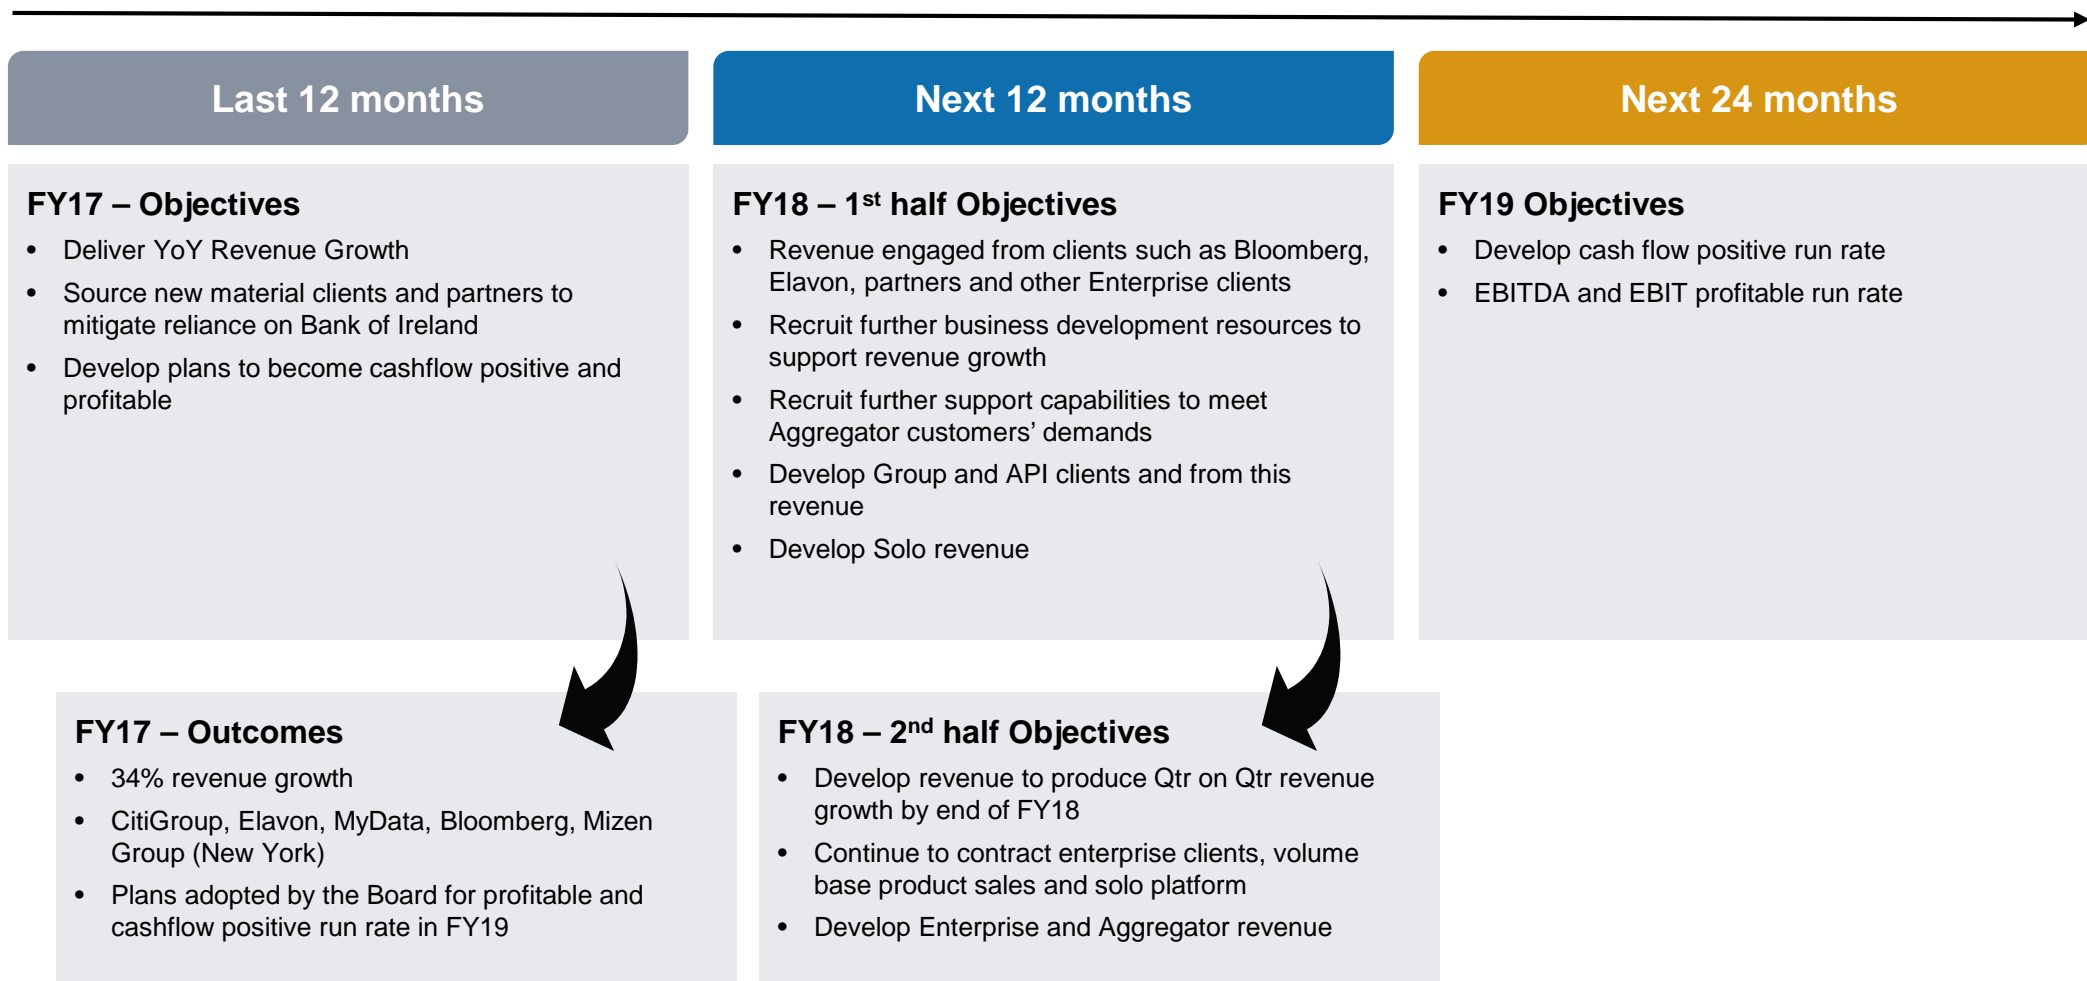 Last 12 months
Next 12 months
Next 24 months
FY17 – Objectives
• Deliver YoY Revenue Growth
• Source new material clients and partners to
mitigate reliance on Bank of Ireland
• Develop plans to become cashflow positive and
profitable
FY18 – 1st half Objectives
• Revenue engaged from clients such as Bloomberg,
Elavon, partners and other Enterprise clients
• Recruit further business development resources to
support revenue growth
• Recruit further support capabilities to meet
Aggregator customers’ demands
• Develop Group and API clients and from this
revenue
• Develop Solo revenue
FY19 Objectives
• Develop cash flow positive run rate
• EBITDA and EBIT profitable run rate
FY17 – Outcomes
• 34% revenue growth
• CitiGroup, Elavon, MyData, Bloomberg, Mizen
Group (New York)
• Plans adopted by the Board for profitable and
cashflow positive run rate in FY19
FY18 – 2nd half Objectives
• Develop revenue to produce Qtr on Qtr revenue
growth by end of FY18
• Continue to contract enterprise clients, volume
base product sales and solo platform
• Develop Enterprise and Aggregator revenue